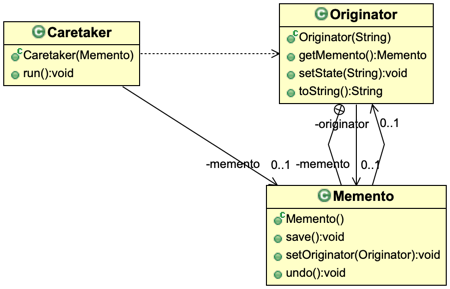 Caretaker
Caretaker(Memento)
run():void
Originator
Originator(String)
getMemento():Memento
setState(String):void
toString():String
-originator
0..1
-memento
0..1
-memento
0..1
Memento
Memento()
save():void
setOriginator(Originator):void
undo():void